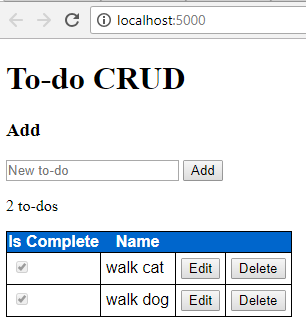 localhost:5000
To-do CRUD
Add
New to-do Add
2 to-dos
Is Complete Name
walk cat Edit Delete
walk dog Edit Delete